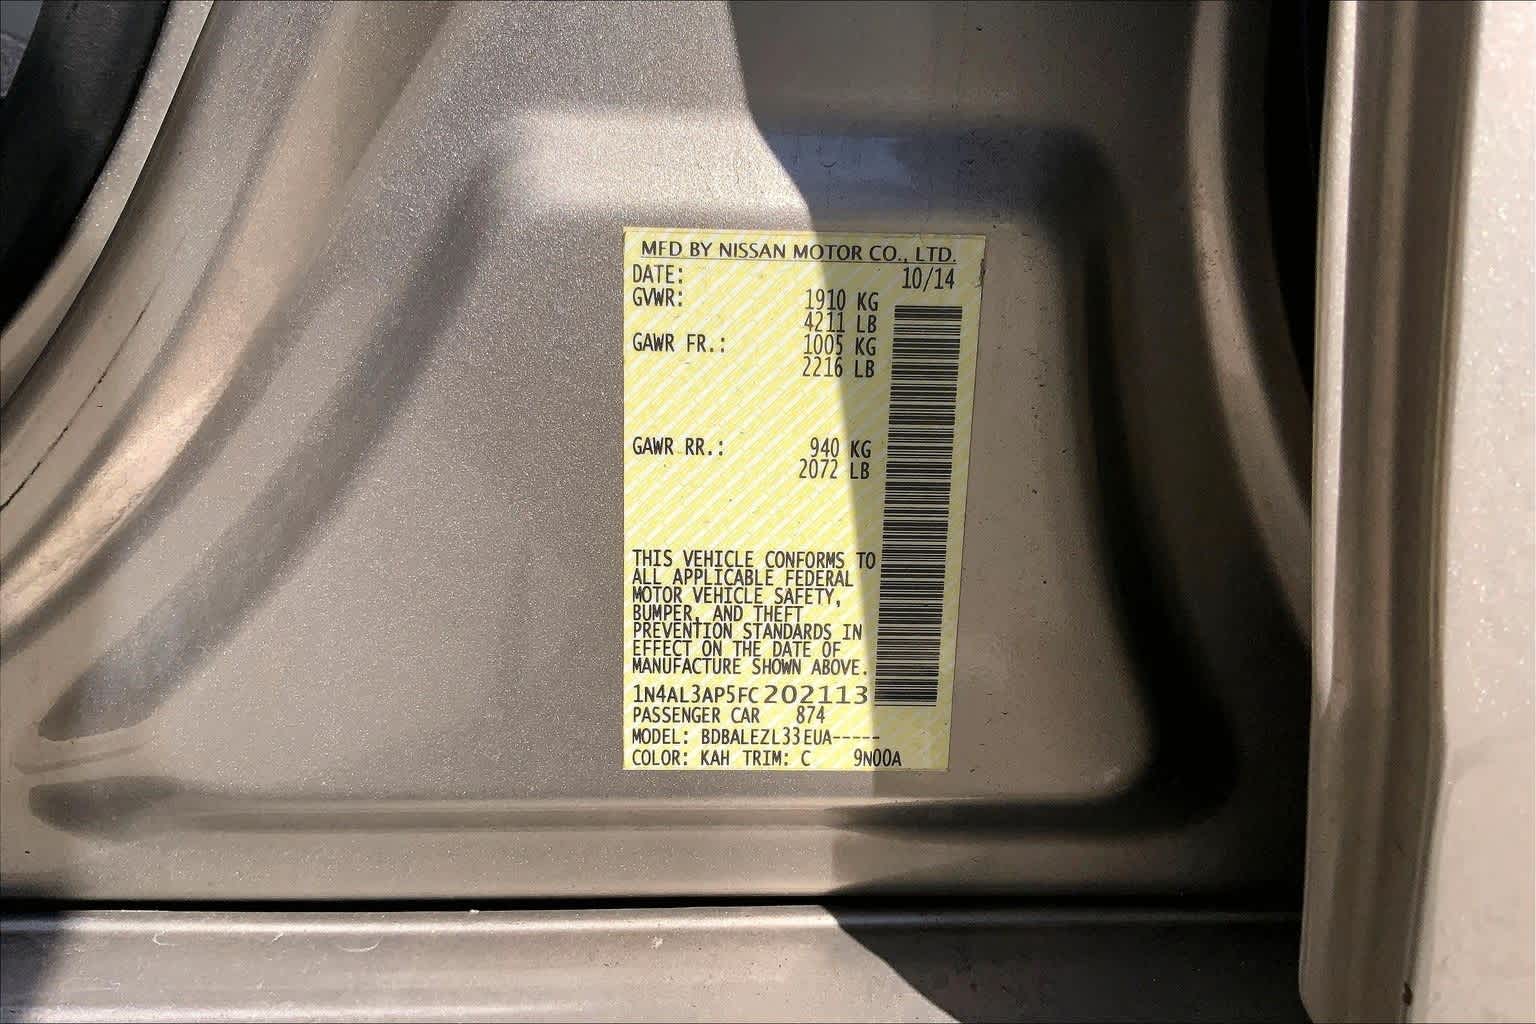 MFD BY NISSAN MOTOR CO., LTD.
DATE: 10/14
GVWR: 1910 KG
4211 LB
GAWR FR.: 1005 KG
2216 LB
GAWR RR.: 940 KG
2072 LB
THIS VEHICLE CONFORMS TO
ALL APPLICABLE FEDERAL
MOTOR VEHICLE SAFETY,
BUMPER, AND THEFT
PREVENTION STANDARDS IN
EFFECT ON THE DATE OF
MANUFACTURE SHOWN ABOVE.
1N4AL3AP5FC202113
PASSENGER CAR 874
MODEL: BDBALEZL33EUA-----
COLOR: KAH TRIM: C 9N00A